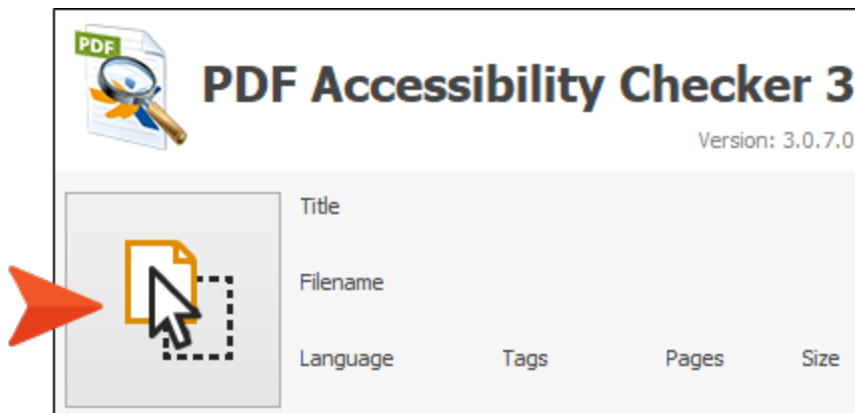 PDF
PDF Accessibility Checker 3
Version: 3.0.7.0
Title
Filename
Language Tags Pages Size